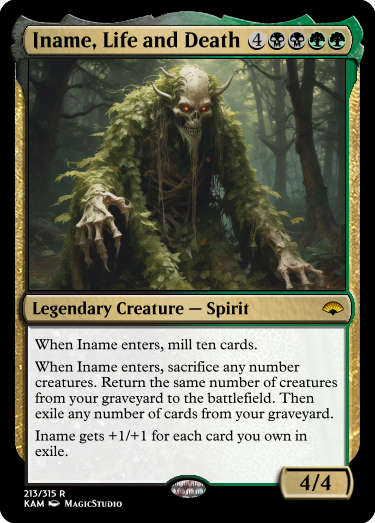 Iname, Life and Death 4
Legendary Creature — Spirit
When Iname enters, mill ten cards.
When Iname enters, sacrifice any number
creatures. Return the same number of creatures
from your graveyard to the battlefield. Then
exile any number of cards from your graveyard.
Iname gets +1/+1 for each card you own in
exile.
4/4
213/315 R
KAM MagicStudio